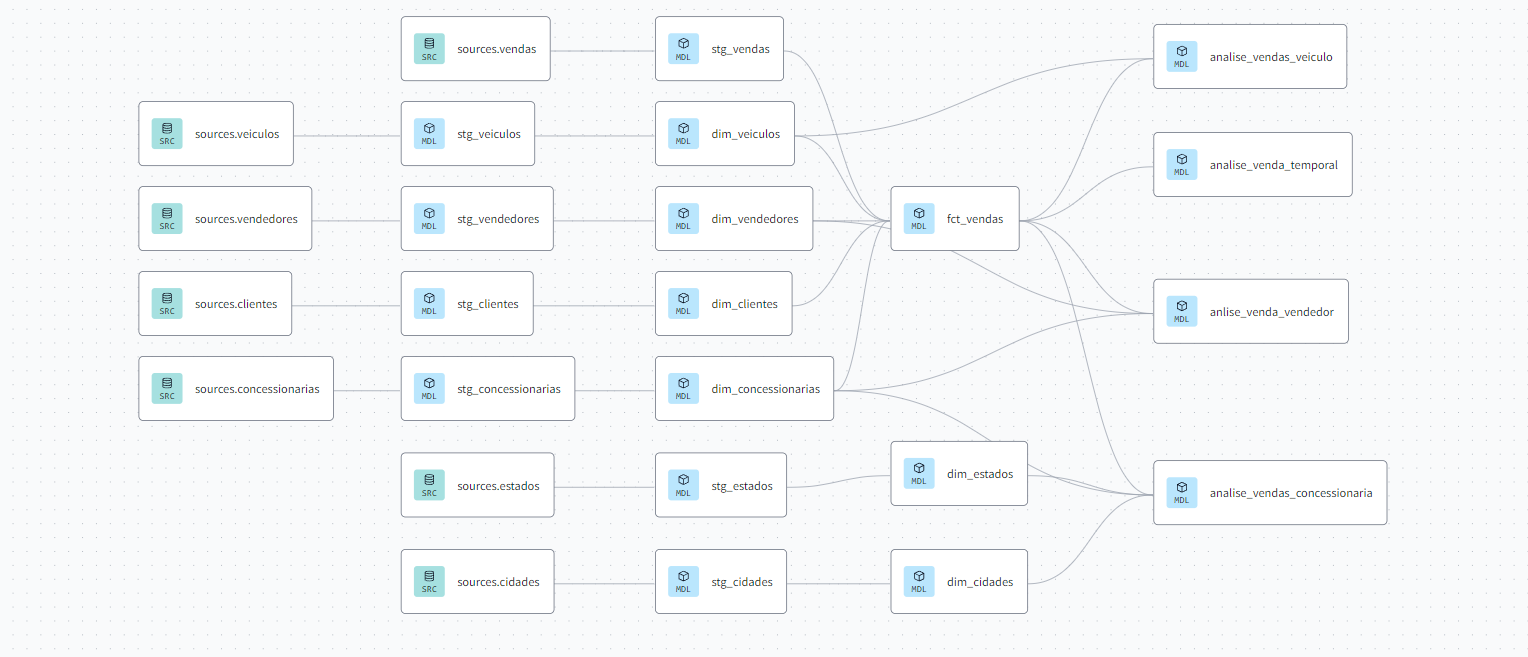 SRC sources.vendas
MDL stg_vendas
MDL analise_vendas_veiculo
SRC sources.veiculos
MDL stg_veiculos
MDL dim_veiculos
MDL analise_venda_temporal
SRC sources.vendedores
MDL stg_vendedores
MDL dim_vendedores
MDL fct_vendas
SRC sources.clientes
MDL stg_clientes
MDL dim_clientes
MDL anlise_venda_vendedor
SRC sources.concessionarias
MDL stg_concessionarias
MDL dim_concessionarias
SRC sources.estados
MDL stg_estados
MDL dim_estados
MDL analise_vendas_concessionaria
SRC sources.cidades
MDL stg_cidades
MDL dim_cidades